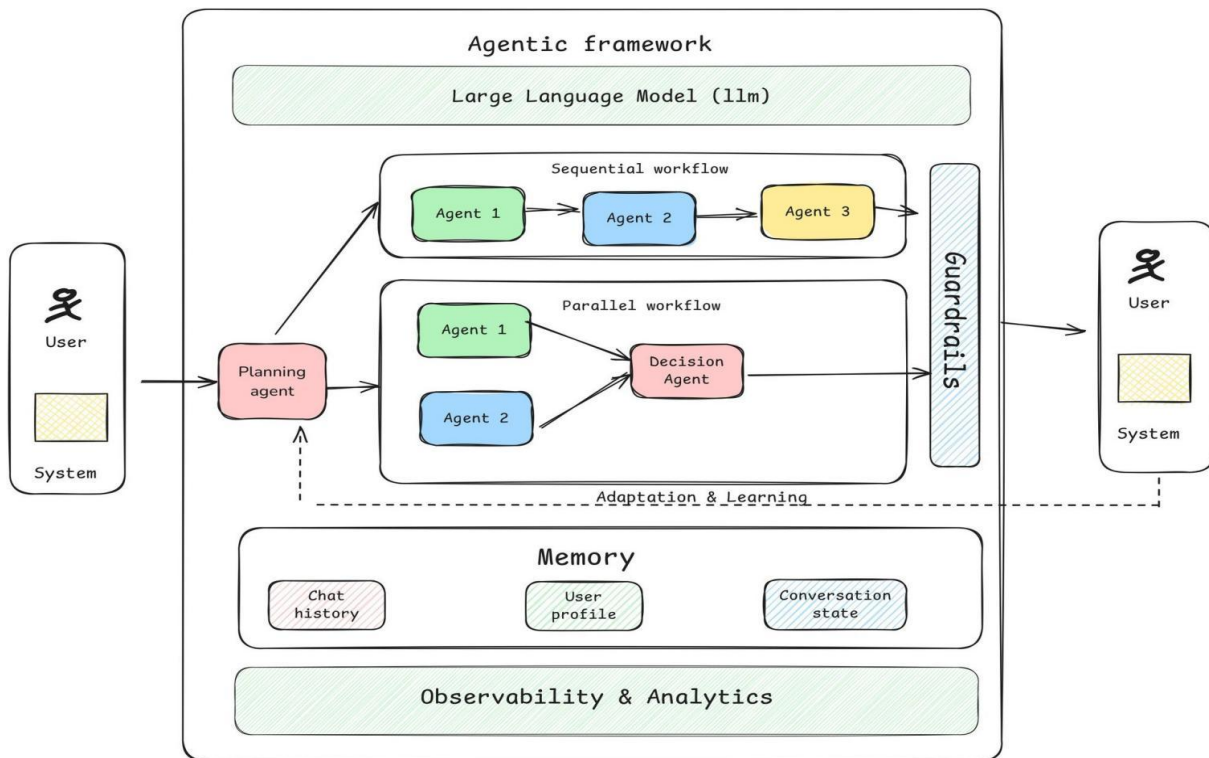 Agentic framework
Large Language Model (llm)
Sequential workflow
Agent 1
Agent 2
Agent 3
Guardrails
User
System
Planning
agent
Parallel workflow
Agent 1
Agent 2
Decision
Agent
User
System
Adaptation & Learning
Memory
Chat
history
User
profile
Conversation
state
Observability & Analytics